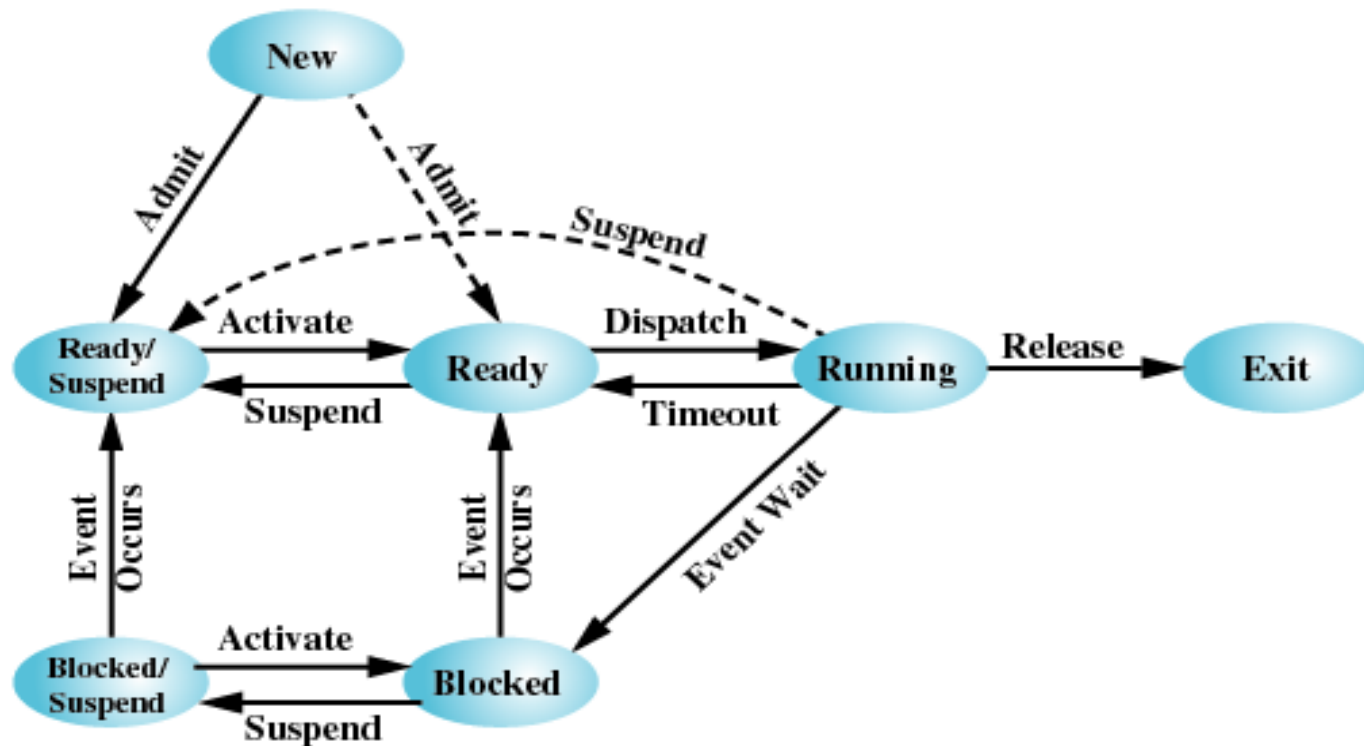 New
Admit
Admit
Suspend
Activate
Dispatch
Release
Ready/
Suspend
Ready
Running
Exit
Suspend
Timeout
Event
Occurs
Event
Occurs
Event Wait
Activate
Blocked/
Suspend
Blocked
Suspend